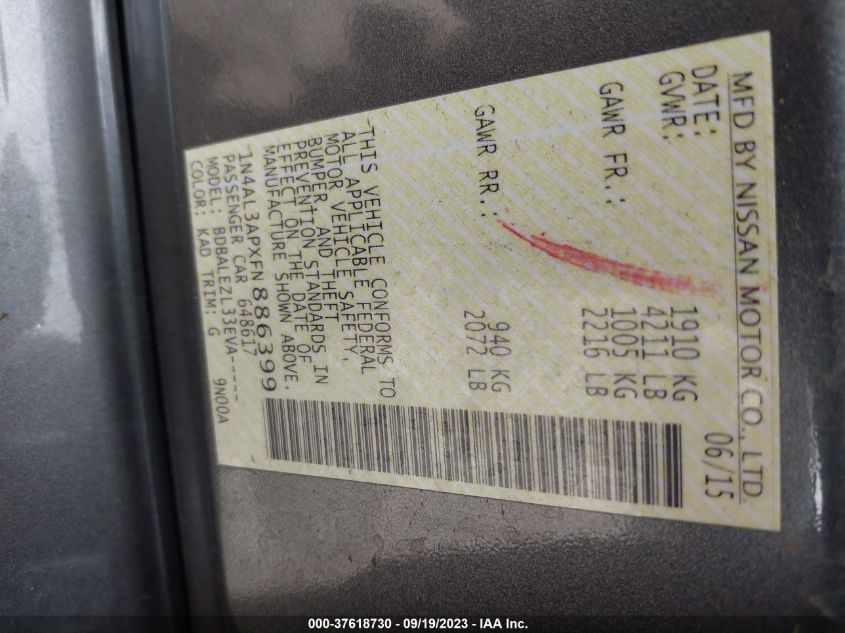 MFD BY NISSAN MOTOR CO., LTD
DATE: 06/15
GVWR: 1910 KG
4211 LB
GAWR FR.: 1005 KG
2216 LB
GAWR RR.: 940 KG
2072 LB
THIS VEHICLE CONFORMS TO
ALL APPLICABLE FEDERAL
MOTOR VEHICLE SAFETY,
BUMPER AND THEFT
PREVENTION STANDARDS IN
EFFECT ON THE DATE OF
MANUFACTURE SHOWN ABOVE.
1N4AL3APXFN886399
PASSENGER CAR 648617
MODEL: BDBALEZL33EVA-----
COLOR: KAD TRIM: G 9N00A
000-37618730 - 09/19/2023 - IAA Inc.